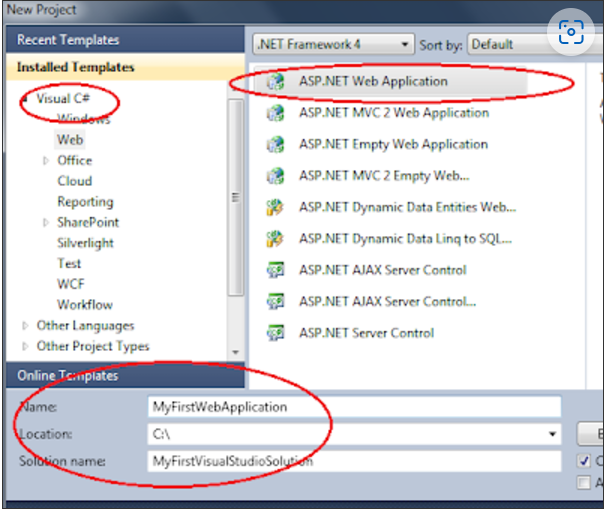 New Project
Recent Templates
Installed Templates
Visual C#
Windows
Web
Office
Cloud
Reporting
SharePoint
Silverlight
Test
WCF
Workflow
Other Languages
Other Project Types
Online Templates
.NET Framework 4
Sort by: Default
ASP.NET Web Application
ASP.NET MVC 2 Web Application
ASP.NET Empty Web Application
ASP.NET MVC 2 Empty Web...
ASP.NET Dynamic Data Entities Web...
ASP.NET Dynamic Data Linq to SQL...
ASP.NET AJAX Server Control
ASP.NET AJAX Server Control...
ASP.NET Server Control
Name: MyFirstWebApplication
Location: C:\
Solution name: MyFirstVisualStudioSolution